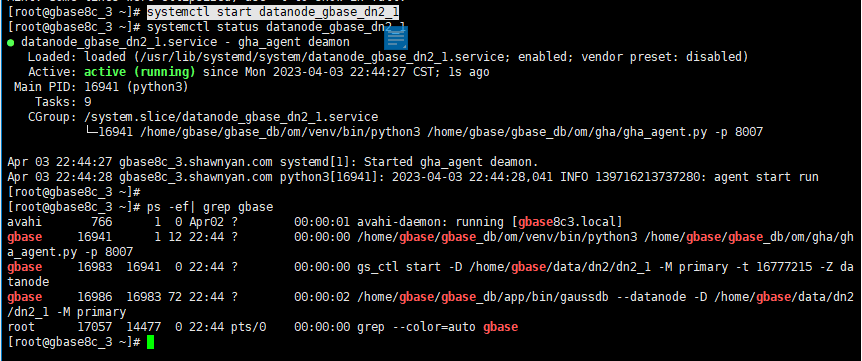 [root@gbase8c_3 ~]# systemctl start datanode_gbase_dn2_1
[root@gbase8c_3 ~]# systemctl status datanode_gbase_dn2_1
● datanode_gbase_dn2_1.service - gha_agent deamon
   Loaded: loaded (/usr/lib/systemd/system/datanode_gbase_dn2_1.service; enabled; vendor preset: disabled)
   Active: active (running) since Mon 2023-04-03 22:44:27 CST; 1s ago
 Main PID: 16941 (python3)
    Tasks: 9
   CGroup: /system.slice/datanode_gbase_dn2_1.service
           └─16941 /home/gbase/gbase_db/om/venv/bin/python3 /home/gbase/gbase_db/om/gha/gha_agent.py -p 8007
Apr 03 22:44:27 gbase8c_3.shawnyan.com systemd[1]: Started gha_agent deamon.
Apr 03 22:44:28 gbase8c_3.shawnyan.com python3[16941]: 2023-04-03 22:44:28,041 INFO 139716213737280: agent start run
[root@gbase8c_3 ~]#
[root@gbase8c_3 ~]# ps -ef| grep gbase
avahi      766     1  0 Apr02 ?        00:00:01 avahi-daemon: running [gbase8c3.local]
gbase    16941     1 12 22:44 ?        00:00:00 /home/gbase/gbase_db/om/venv/bin/python3 /home/gbase/gbase_db/om/gha/gh
a_agent.py -p 8007
gbase    16983 16941  0 22:44 ?        00:00:00 gs_ctl start -D /home/gbase/data/dn2/dn2_1 -M primary -t 16777215 -Z da
tanode
gbase    16986 16983 72 22:44 ?        00:00:02 /home/gbase/gbase_db/app/bin/gaussdb --datanode -D /home/gbase/data/dn2
/dn2_1 -M primary
root     17057 14477  0 22:44 pts/0    00:00:00 grep --color=auto gbase
[root@gbase8c_3 ~]#